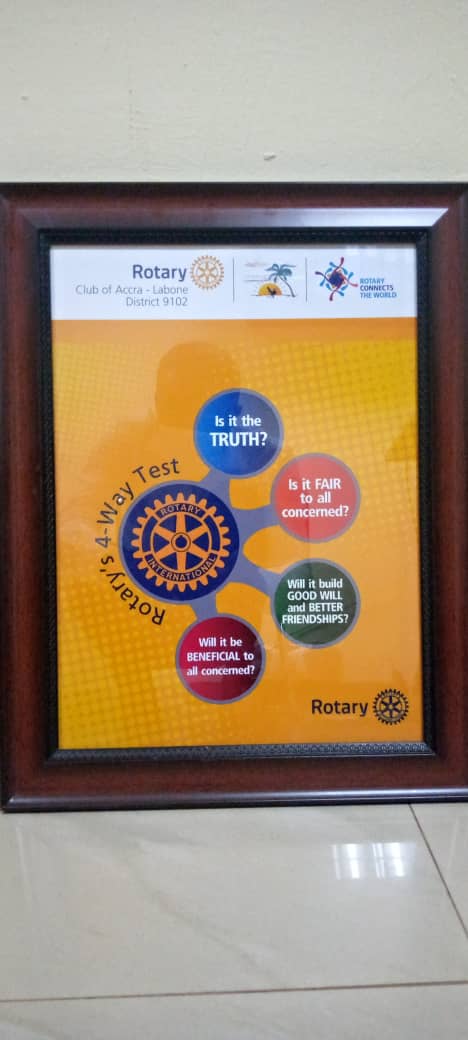 Rotary
Club of Accra - Labone
District 9102
ROTARY
CONNECTS
THE WORLD
Rotary's 4-Way Test
ROTARY
INTERNATIONAL
Is it the
TRUTH?
Is it FAIR
to all
concerned?
Will it build
GOOD WILL
and BETTER
FRIENDSHIPS?
Will it be
BENEFICIAL to
all concerned?
Rotary